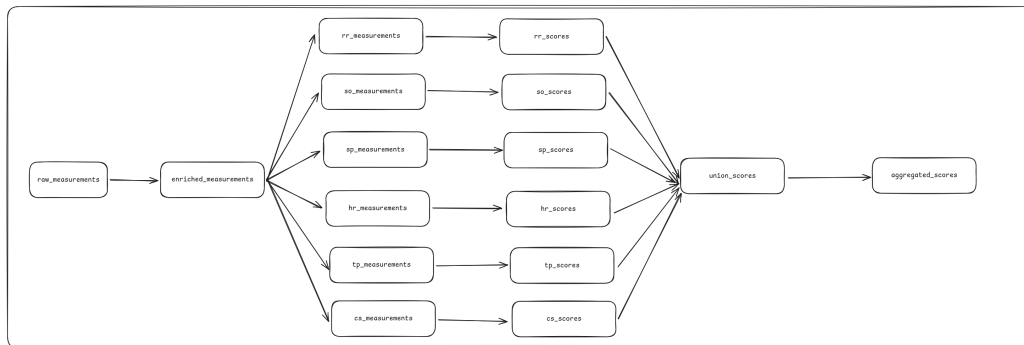 rr_measurements
rr_scores
so_measurements
so_scores
sp_measurements
sp_scores
raw_measurements
enriched_measurements
union_scores
aggregated_scores
hr_measurements
hr_scores
tp_measurements
tp_scores
cs_measurements
cs_scores